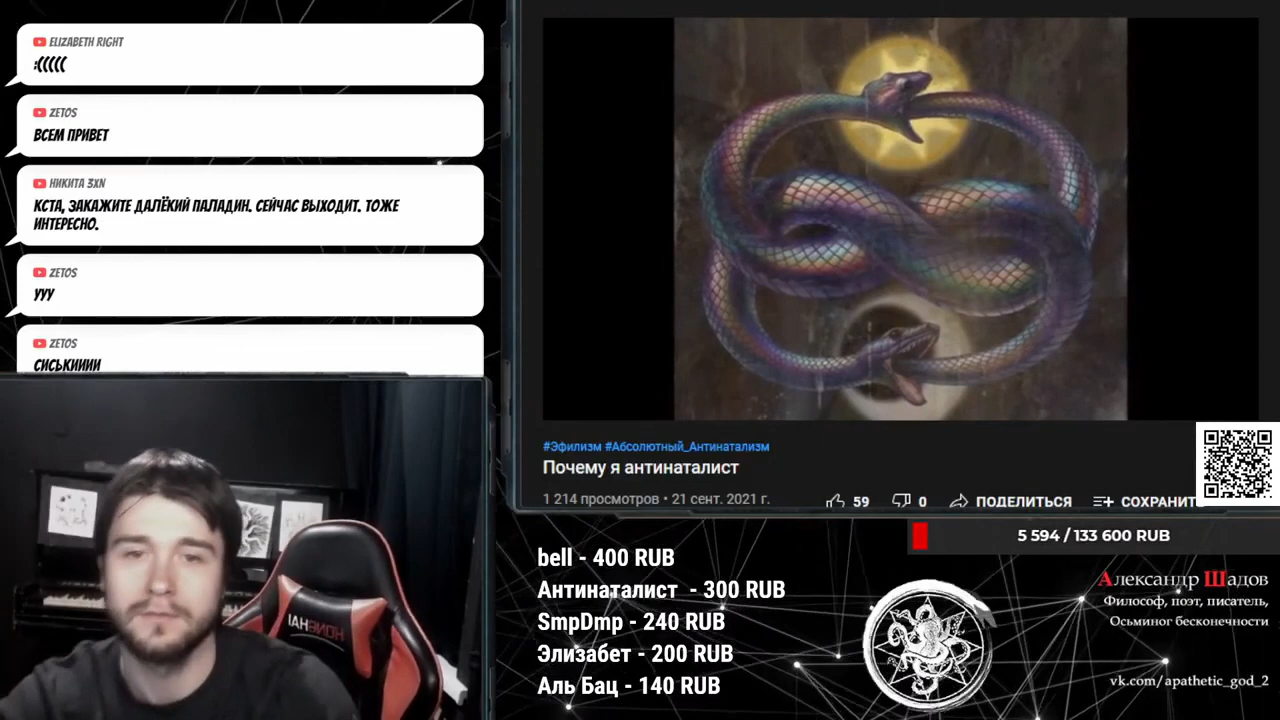 ELIZABETH RIGHT
:(((((
ZETOS
ВСЕМ ПРИВЕТ
НИКИТА 3XN
КСТА, ЗАКАЖИТЕ ДАЛЁКИЙ ПАЛАДИН. СЕЙЧАС ВЫХОДИТ. ТОЖЕ
ИНТЕРЕСНО.
ZETOS
УУУ
ZETOS
СИСЬКИИИИ
#Эфилизм #Абсолютный_Антинатализм
Почему я антинаталист
1 214 просмотров • 21 сент. 2021 г.
59
0
ПОДЕЛИТЬСЯ
СОХРАНИТЬ
5 594 / 133 600 RUB
bell - 400 RUB
Антинаталист - 300 RUB
SmpDmp - 240 RUB
Элизабет - 200 RUB
Аль Бац - 140 RUB
Александр Шадов
Философ, поэт, писатель,
Осьминог бесконечности
vk.com/apathetic_god_2